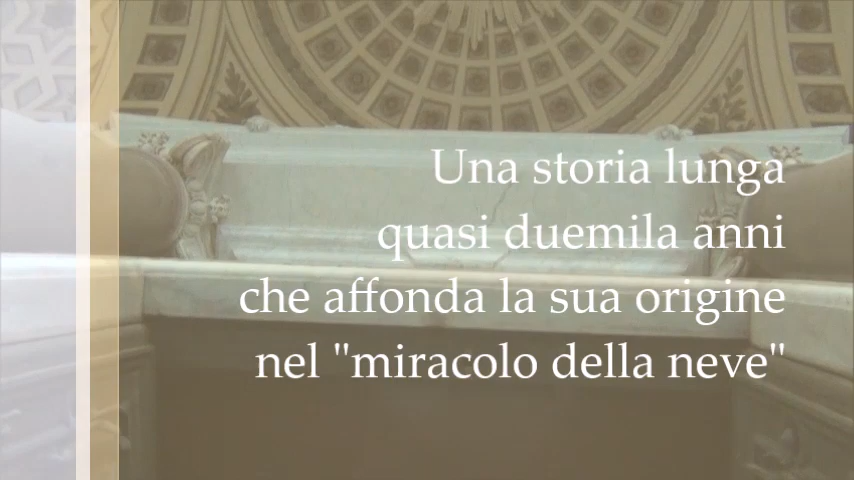 Una storia lunga
quasi duemila anni
che affonda la sua origine
nel "miracolo della neve"